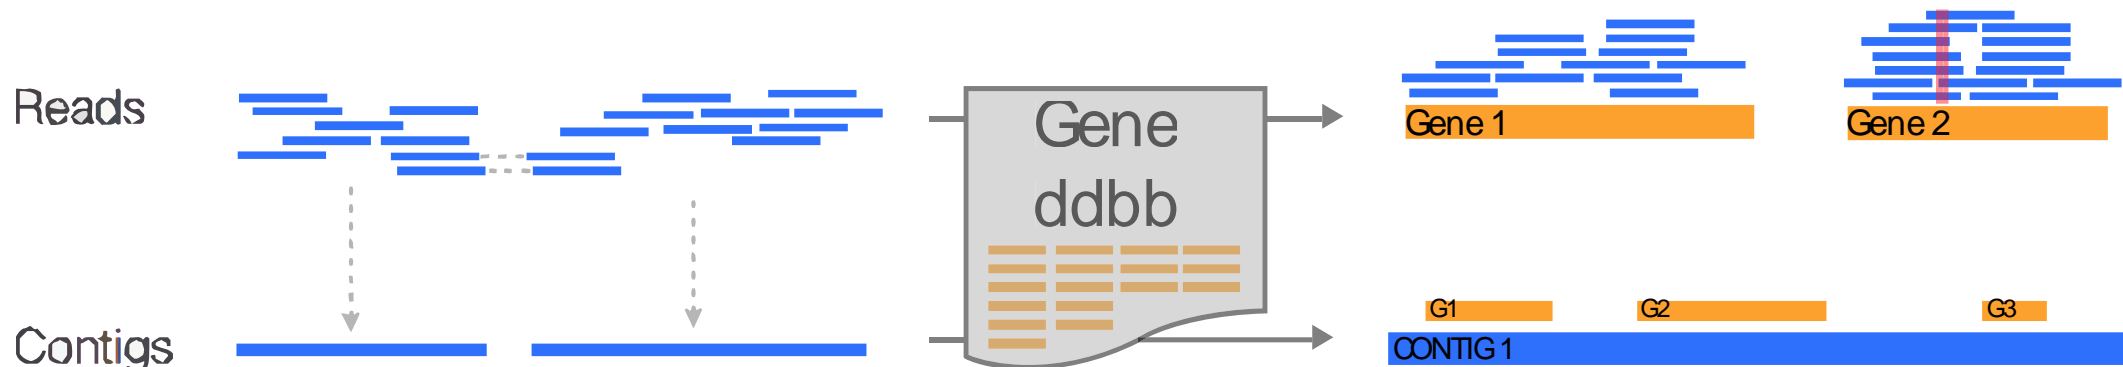 Reads
Gene
ddbb
Gene 1
Gene 2
Contigs
G1
G2
G3
CONTIG 1